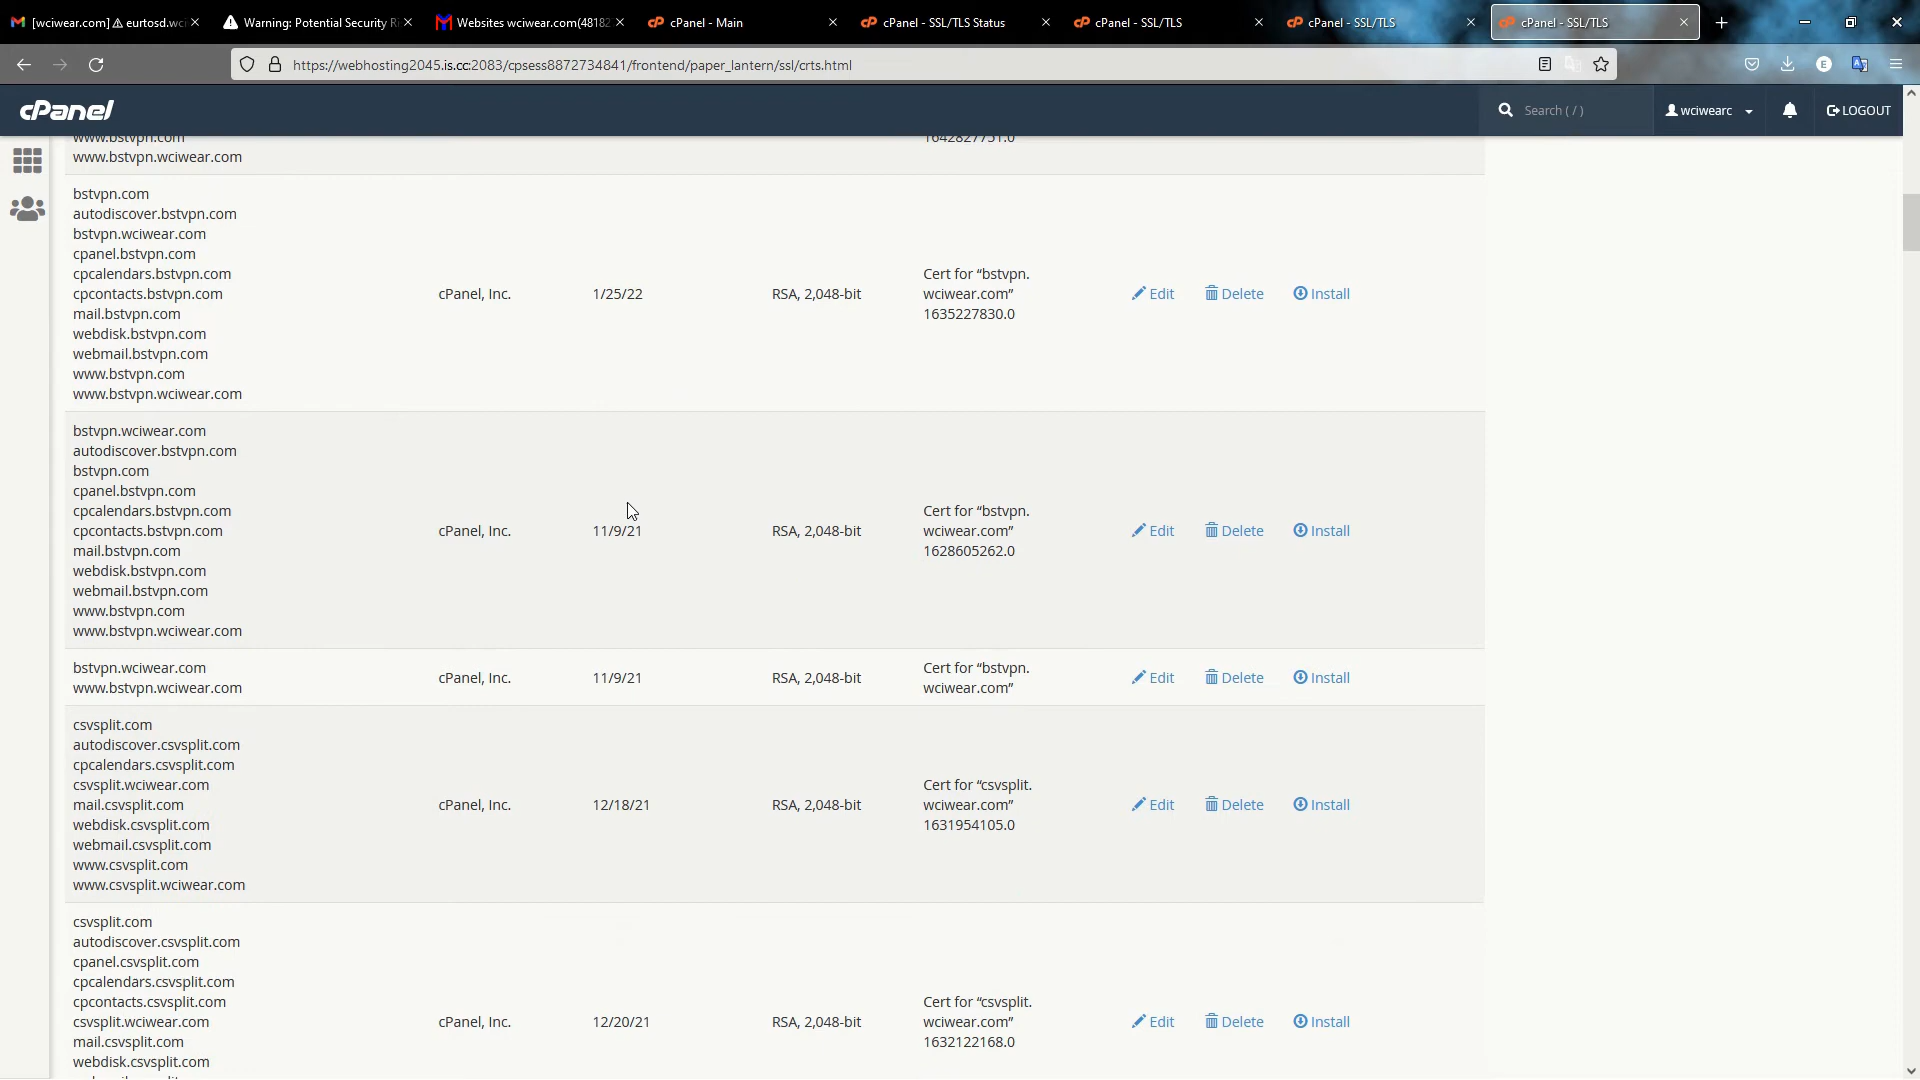 [wciwear.com] ⚠ eurtosd.wci
Warning: Potential Security Ri
Websites wciwear.com(48182
cPanel - Main
cPanel - SSL/TLS Status
cPanel - SSL/TLS
cPanel - SSL/TLS
cPanel - SSL/TLS
https://webhosting2045.is.cc:2083/cpsess8872734841/frontend/paper_lantern/ssl/crts.html
E
cPanel
Search ( / )
wciwearc
LOGOUT
www.bstvpn.com
www.bstvpn.wciwear.com
1642827751.0
bstvpn.com
autodiscover.bstvpn.com
bstvpn.wciwear.com
cpanel.bstvpn.com
cpcalendars.bstvpn.com
cpcontacts.bstvpn.com
mail.bstvpn.com
webdisk.bstvpn.com
webmail.bstvpn.com
www.bstvpn.com
www.bstvpn.wciwear.com
cPanel, Inc.
1/25/22
RSA, 2,048-bit
Cert for “bstvpn.
wciwear.com”
1635227830.0
Edit
Delete
Install
bstvpn.wciwear.com
autodiscover.bstvpn.com
bstvpn.com
cpanel.bstvpn.com
cpcalendars.bstvpn.com
cpcontacts.bstvpn.com
mail.bstvpn.com
webdisk.bstvpn.com
webmail.bstvpn.com
www.bstvpn.com
www.bstvpn.wciwear.com
cPanel, Inc.
11/9/21
RSA, 2,048-bit
Cert for “bstvpn.
wciwear.com”
1628605262.0
Edit
Delete
Install
bstvpn.wciwear.com
www.bstvpn.wciwear.com
cPanel, Inc.
11/9/21
RSA, 2,048-bit
Cert for “bstvpn.
wciwear.com”
Edit
Delete
Install
csvsplit.com
autodiscover.csvsplit.com
cpcalendars.csvsplit.com
csvsplit.wciwear.com
mail.csvsplit.com
webdisk.csvsplit.com
webmail.csvsplit.com
www.csvsplit.com
www.csvsplit.wciwear.com
cPanel, Inc.
12/18/21
RSA, 2,048-bit
Cert for “csvsplit.
wciwear.com”
1631954105.0
Edit
Delete
Install
csvsplit.com
autodiscover.csvsplit.com
cpanel.csvsplit.com
cpcalendars.csvsplit.com
cpcontacts.csvsplit.com
csvsplit.wciwear.com
mail.csvsplit.com
webdisk.csvsplit.com
cPanel, Inc.
12/20/21
RSA, 2,048-bit
Cert for “csvsplit.
wciwear.com”
1632122168.0
Edit
Delete
Install